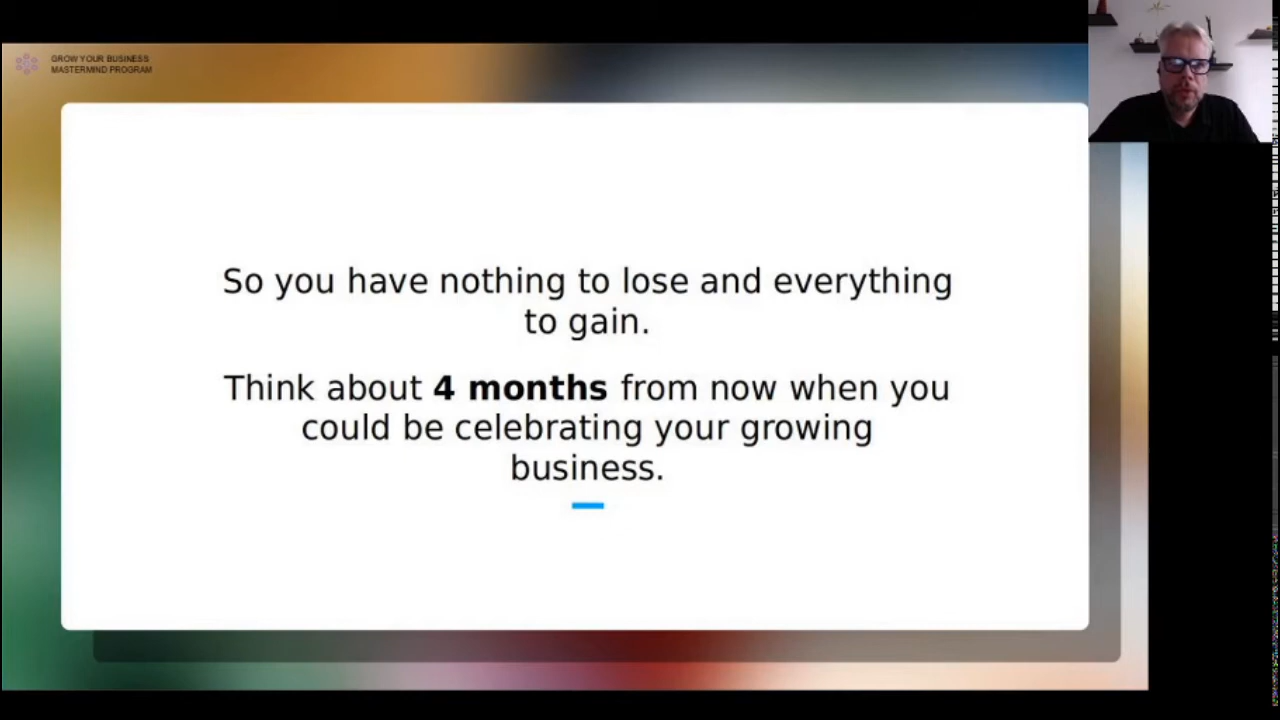 GROW YOUR BUSINESS
MASTERMIND PROGRAM
So you have nothing to lose and everything
to gain.
Think about 4 months from now when you
could be celebrating your growing
business.